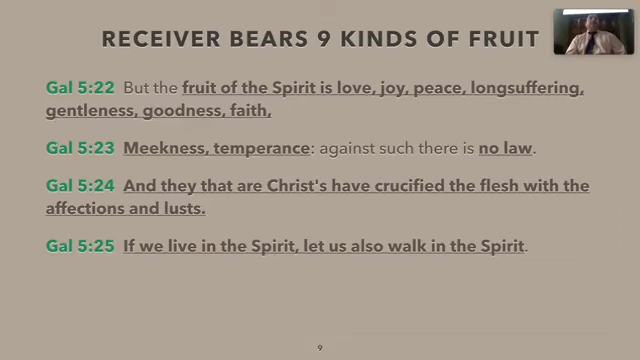 RECEIVER BEARS 9 KINDS OF FRUIT
Gal 5:22 But the fruit of the Spirit is love, joy, peace, longsuffering,
gentleness, goodness, faith,
Gal 5:23 Meekness, temperance: against such there is no law.
Gal 5:24 And they that are Christ's have crucified the flesh with the
affections and lusts.
Gal 5:25 If we live in the Spirit, let us also walk in the Spirit.
9